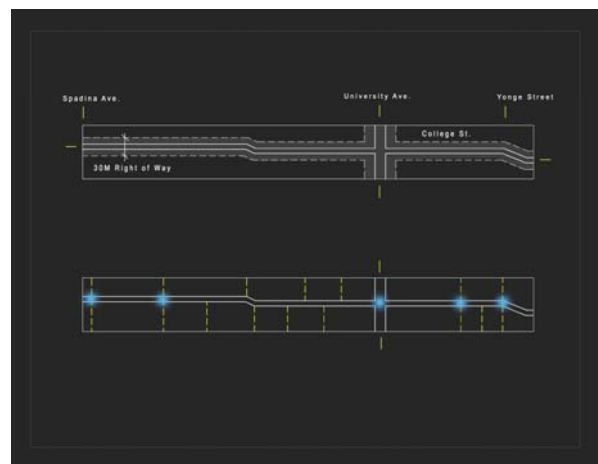 Spadina Ave.
University Ave.
Yonge Street
College St.
30M Right of Way